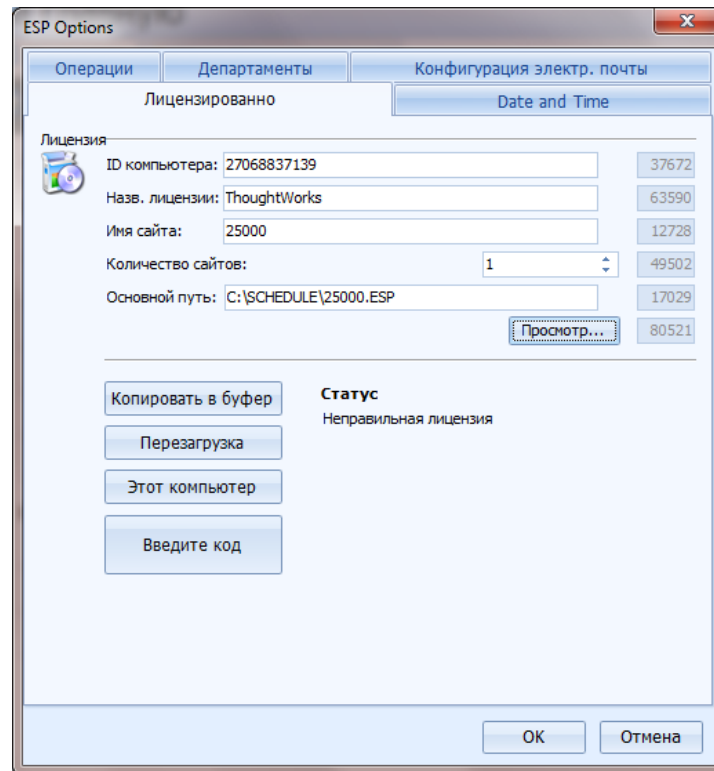 ESP Options
Операции Департаменты Конфигурация электр. почты
Лицензированно Date and Time
Лицензия
ID компьютера: 27068837139 37672
Назв. лицензии: ThoughtWorks 63590
Имя сайта: 25000 12728
Количество сайтов: 1 49502
Основной путь: C:\SCHEDULE\25000.ESP 17029
Просмотр... 80521
Копировать в буфер Статус
Неправильная лицензия
Перезагрузка
Этот компьютер
Введите код
OK Отмена